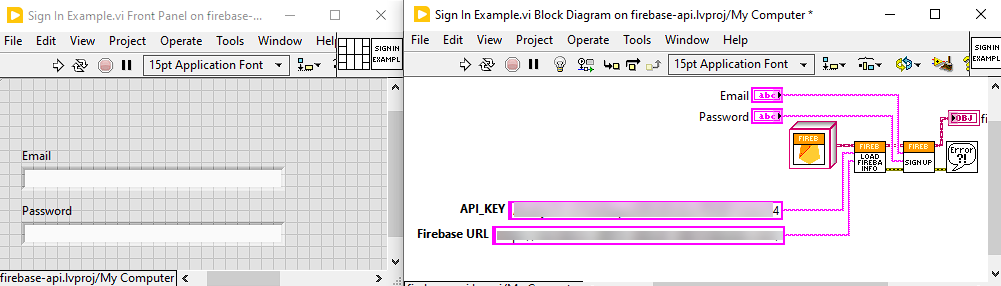 Sign In Example.vi Front Panel on firebase-...
File Edit View Project Operate Tools Window Help
SIGN IN
EXAMPL
15pt Application Font
Email
Password
firebase-api.lvproj/My Computer
Sign In Example.vi Block Diagram on firebase-api.lvproj/My Computer *
File Edit View Project Operate Tools Window Help
SIGN IN
EXAMPL
15pt Application Font
Email abc
Password abc
OBJ fi
FIREB
FIREB
LOAD
FIREBA
INFO
FIREB
SIGN UP
Error
?!
API_KEY 4
Firebase URL